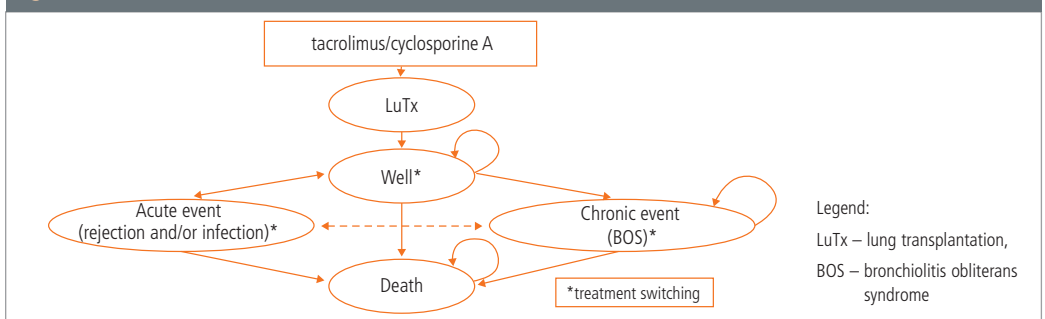 tacrolimus/cyclosporine A
LuTx
Well*
Acute event
(rejection and/or infection)*
Chronic event
(BOS)*
Death
*treatment switching
Legend:
LuTx – lung transplantation,
BOS – bronchiolitis obliterans
syndrome